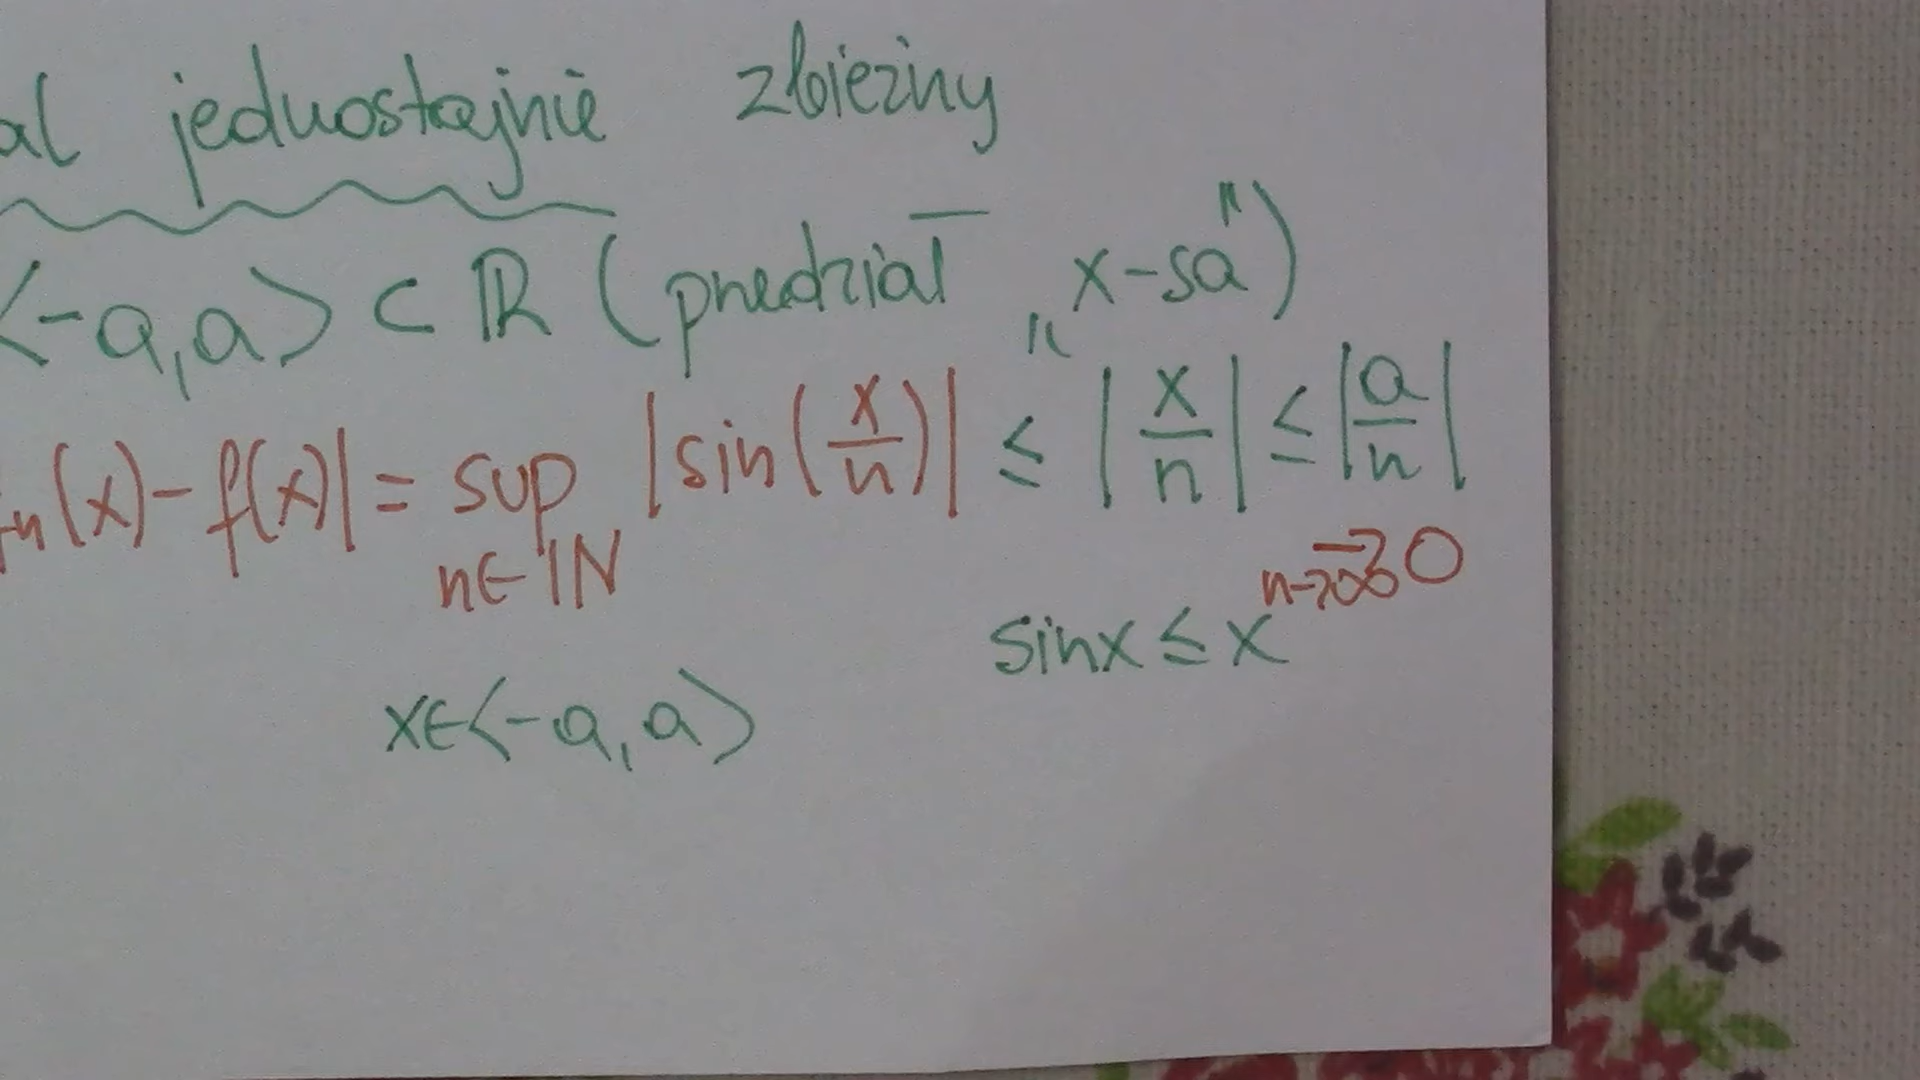 al jednostajnie zbieżny
<-a,a> ⊂ ℝ (przedział „x-sa")
n(x)-f(x)| = sup |sin(x/n)| ≤ |x/n| ≤ |a/n|
n∈ℕ n→∞ → 0
sinx ≤ x
x∈<-a,a>